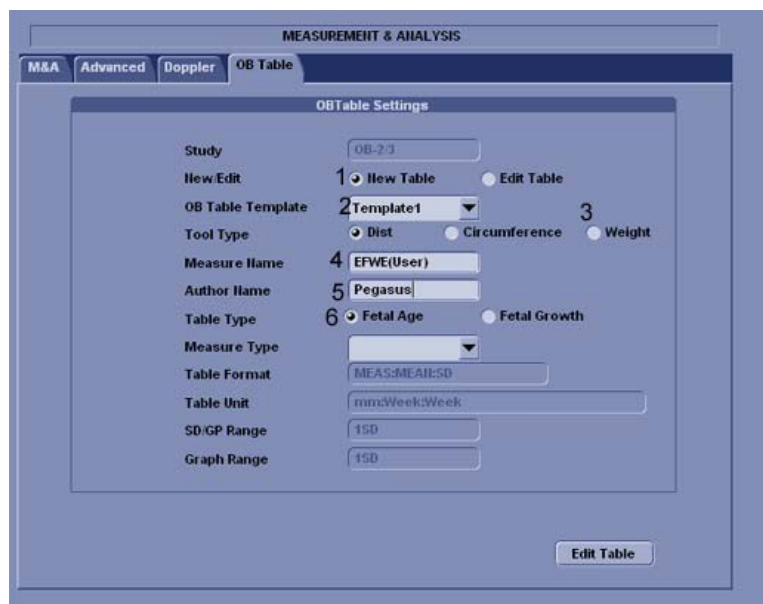 MEASUREMENT & ANALYSIS
M&A Advanced Doppler OB Table
OBTable Settings
Study OB-2/3
New/Edit 1 New Table Edit Table
OB Table Template 2 Template1 3
Tool Type Dist Circumference Weight
Measure Name 4 EFWE(User)
Author Name 5 Pegasus
Table Type 6 Fetal Age Fetal Growth
Measure Type
Table Format MEAS:MEAN:SD
Table Unit mm:Week:Week
SD/GP Range 1SD
Graph Range 1SD
Edit Table